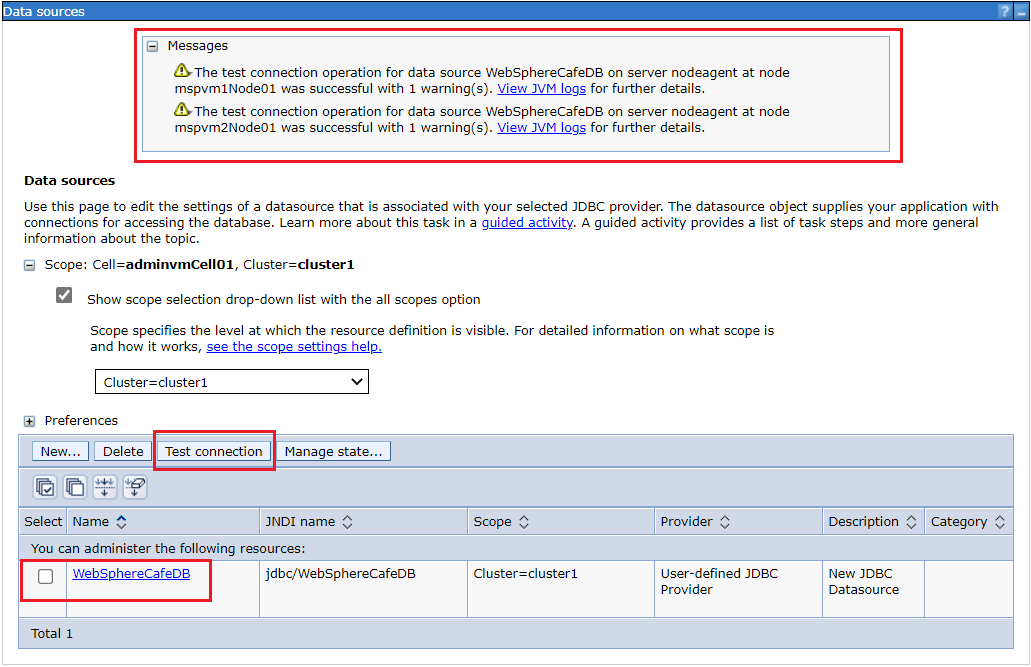 Data sources
Messages
The test connection operation for data source WebSphereCafeDB on server nodeagent at node
mspvm1Node01 was successful with 1 warning(s). View JVM logs for further details.
The test connection operation for data source WebSphereCafeDB on server nodeagent at node
mspvm2Node01 was successful with 1 warning(s). View JVM logs for further details.
Data sources
Use this page to edit the settings of a datasource that is associated with your selected JDBC provider. The datasource object supplies your application with
connections for accessing the database. Learn more about this task in a guided activity. A guided activity provides a list of task steps and more general
information about the topic.
Scope: Cell=adminvmCell01, Cluster=cluster1
Show scope selection drop-down list with the all scopes option
Scope specifies the level at which the resource definition is visible. For detailed information on what scope is
and how it works, see the scope settings help.
Cluster=cluster1
Preferences
New... Delete Test connection Manage state...
Select Name JNDI name Scope Provider Description Category
You can administer the following resources:
WebSphereCafeDB jdbc/WebSphereCafeDB Cluster=cluster1 User-defined JDBC New JDBC
Provider Datasource
Total 1